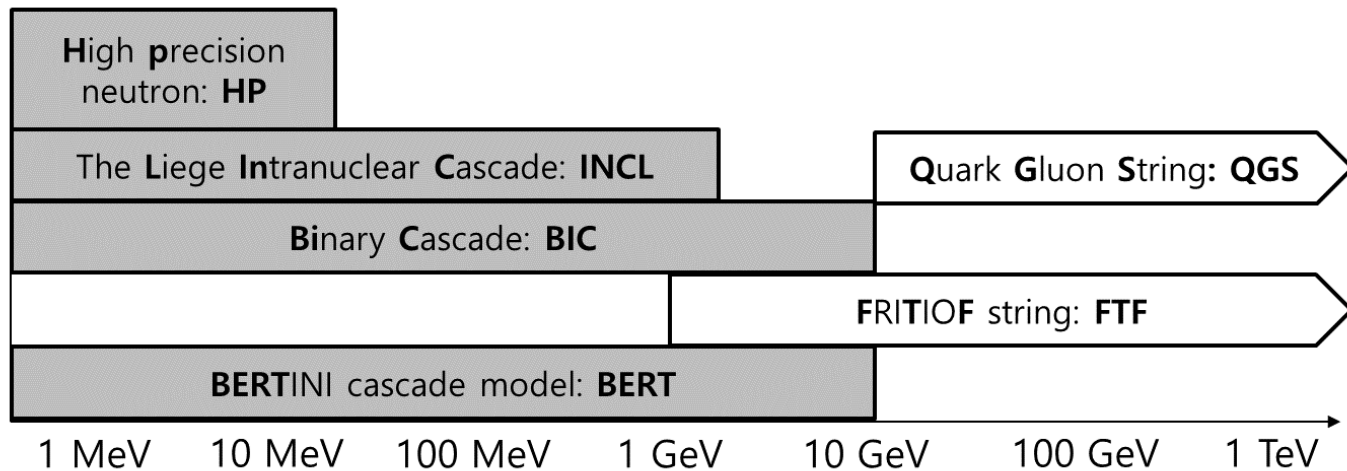 High precision
neutron: HP
The Liege Intranuclear Cascade: INCL
Quark Gluon String: QGS
Binary Cascade: BIC
FRITIOF string: FTF
BERTINI cascade model: BERT
1 MeV 10 MeV 100 MeV 1 GeV 10 GeV 100 GeV 1 TeV